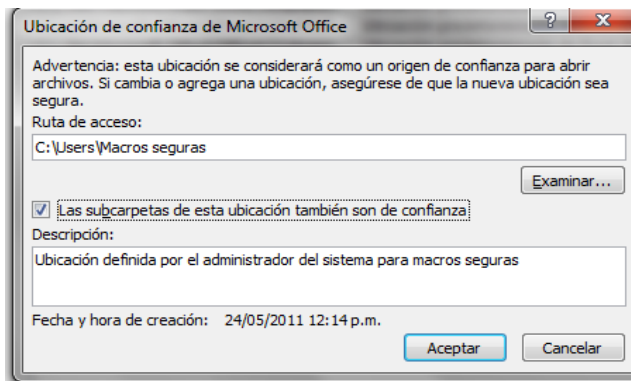 Ubicación de confianza de Microsoft Office
Advertencia: esta ubicación se considerará como un origen de confianza para abrir
archivos. Si cambia o agrega una ubicación, asegúrese de que la nueva ubicación sea
segura.
Ruta de acceso:
C:\Users\Macros seguras
Examinar...
Las subcarpetas de esta ubicación también son de confianza
Descripción:
Ubicación definida por el administrador del sistema para macros seguras
Fecha y hora de creación: 24/05/2011 12:14 p.m.
Aceptar Cancelar